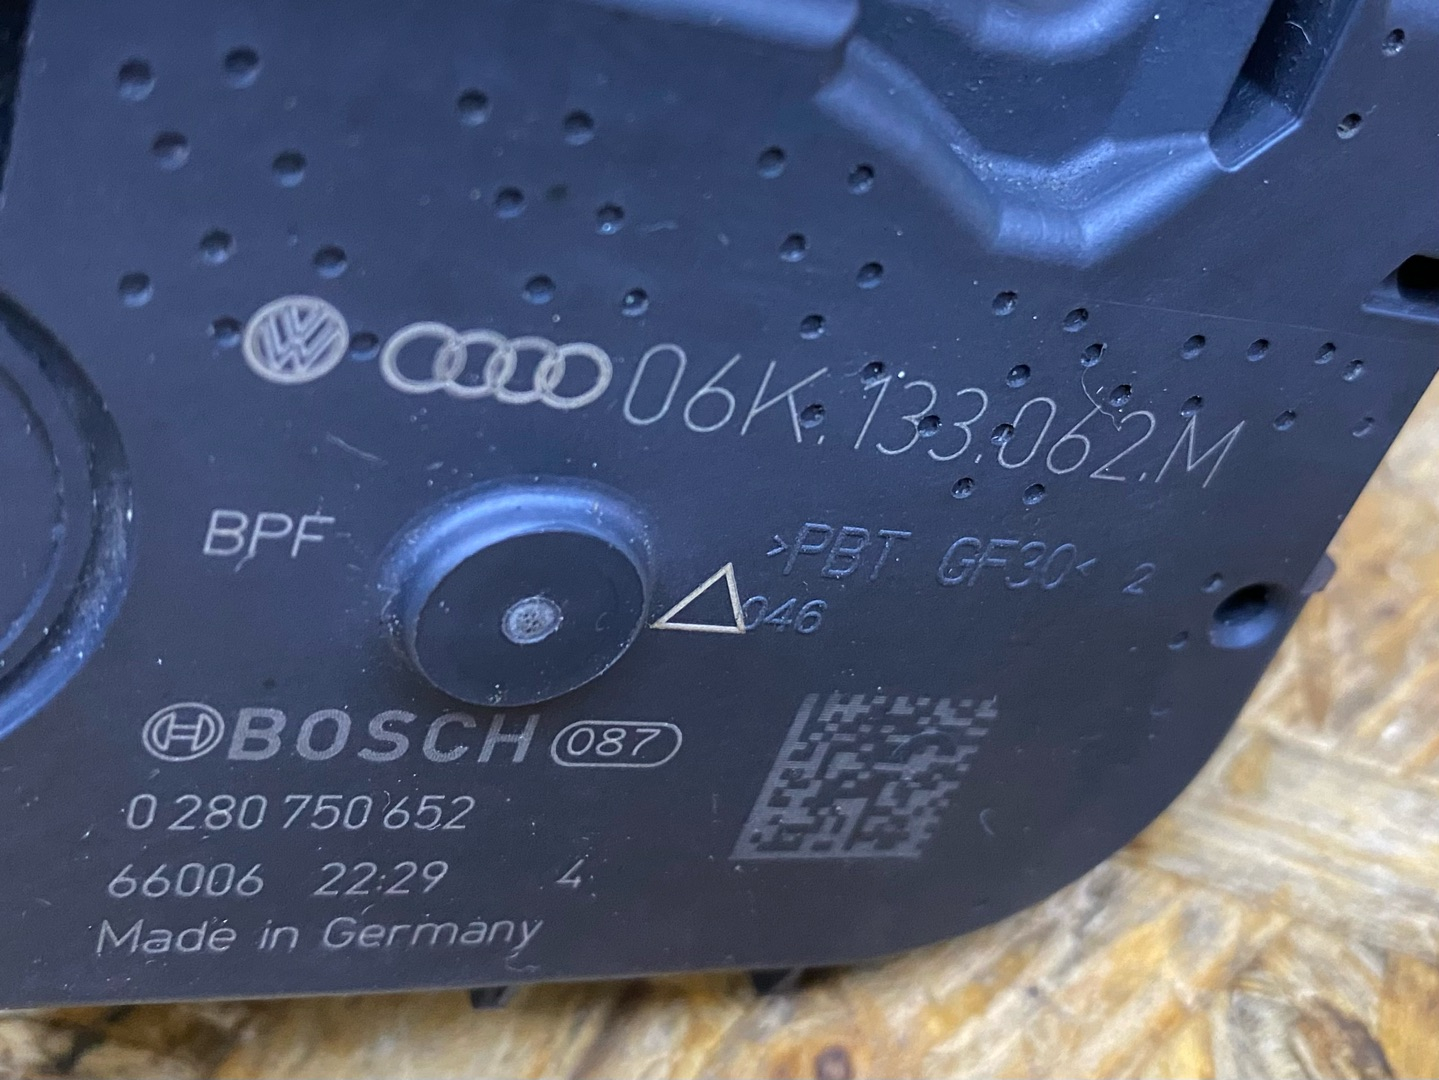 06K.133.062.M
BPF
>PBT GF30< 2
046
BOSCH 087
0 280 750 652
66006 22:29 4
Made in Germany